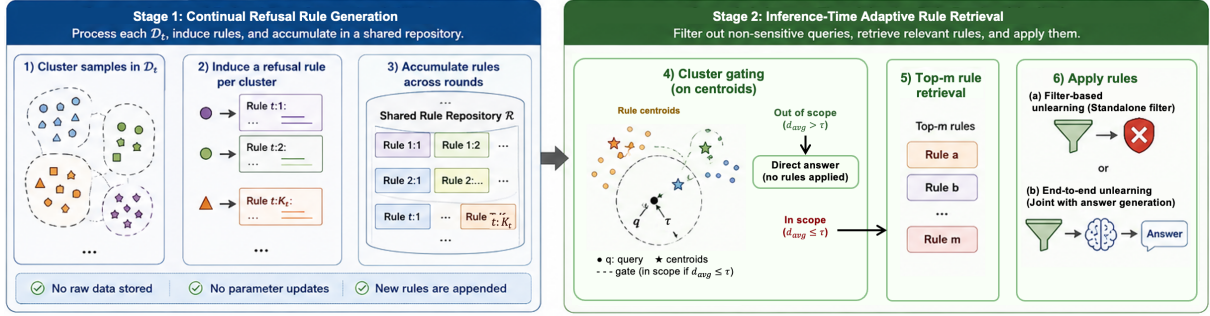 Stage 1: Continual Refusal Rule Generation
Process each 𝒟t, induce rules, and accumulate in a shared repository.
1) Cluster samples in 𝒟t
...
2) Induce a refusal rule
per cluster
Rule t:1:
...
Rule t:2:
...
Rule t:Kt:
...
...
3) Accumulate rules
across rounds
...
Shared Rule Repository ℛ
Rule 1:1
Rule 1:2
...
Rule 2:1
Rule 2:...
...
Rule t:1
...
Rule t:Kt
...
No raw data stored
No parameter updates
New rules are appended
Stage 2: Inference-Time Adaptive Rule Retrieval
Filter out non-sensitive queries, retrieve relevant rules, and apply them.
4) Cluster gating
(on centroids)
Rule centroids
q
τ
● q: query ★ centroids
--- gate (in scope if davg ≤ τ)
Out of scope
(davg > τ)
Direct answer
(no rules applied)
In scope
(davg ≤ τ)
5) Top-m rule
retrieval
Top-m rules
Rule a
Rule b
...
Rule m
6) Apply rules
(a) Filter-based
unlearning (Standalone filter)
or
(b) End-to-end unlearning
(Joint with answer generation)
Answer